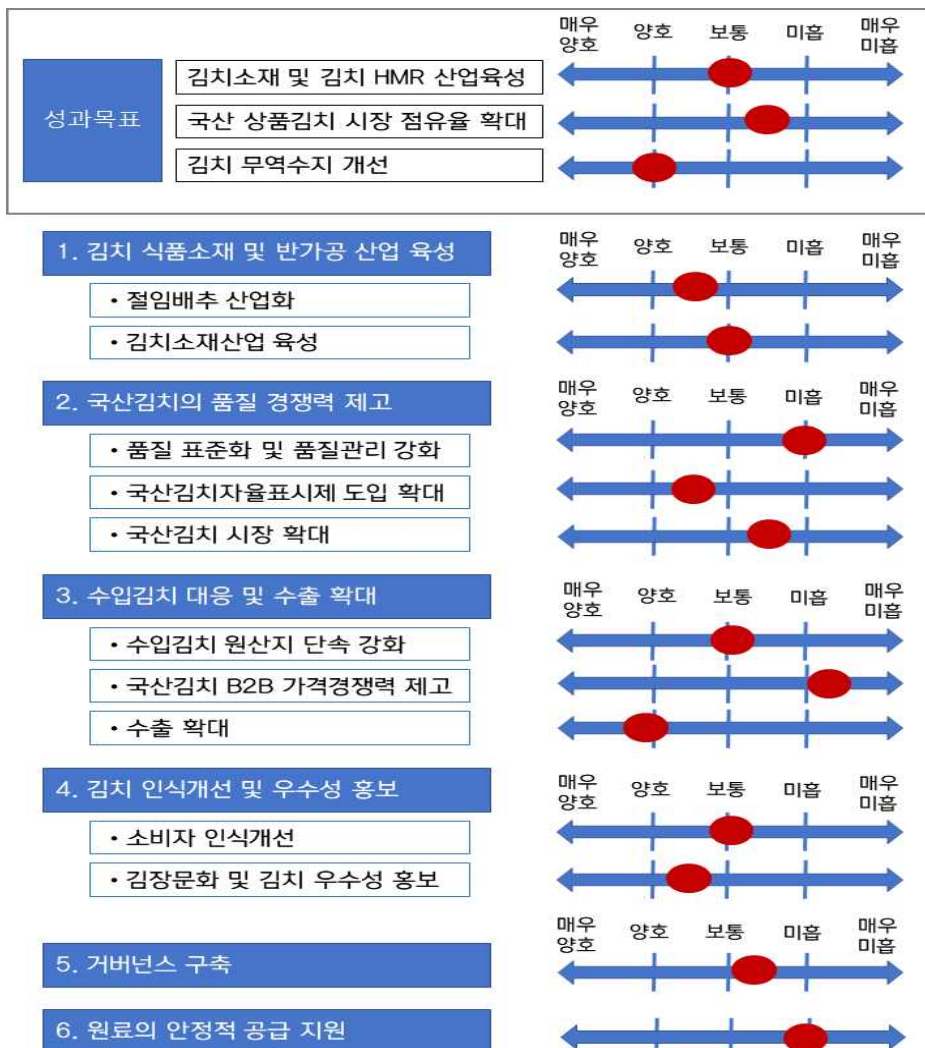 매우 양호 보통 미흡 매우
양호 미흡
성과목표
김치소재 및 김치 HMR 산업육성
국산 상품김치 시장 점유율 확대
김치 무역수지 개선
1. 김치 식품소재 및 반가공 산업 육성
매우 양호 보통 미흡 매우
양호 미흡
• 절임배추 산업화
• 김치소재산업 육성
2. 국산김치의 품질 경쟁력 제고
매우 양호 보통 미흡 매우
양호 미흡
• 품질 표준화 및 품질관리 강화
• 국산김치자율표시제 도입 확대
• 국산김치 시장 확대
3. 수입김치 대응 및 수출 확대
매우 양호 보통 미흡 매우
양호 미흡
• 수입김치 원산지 단속 강화
• 국산김치 B2B 가격경쟁력 제고
• 수출 확대
4. 김치 인식개선 및 우수성 홍보
매우 양호 보통 미흡 매우
양호 미흡
• 소비자 인식개선
• 김장문화 및 김치 우수성 홍보
매우 양호 보통 미흡 매우
양호 미흡
5. 거버넌스 구축
6. 원료의 안정적 공급 지원